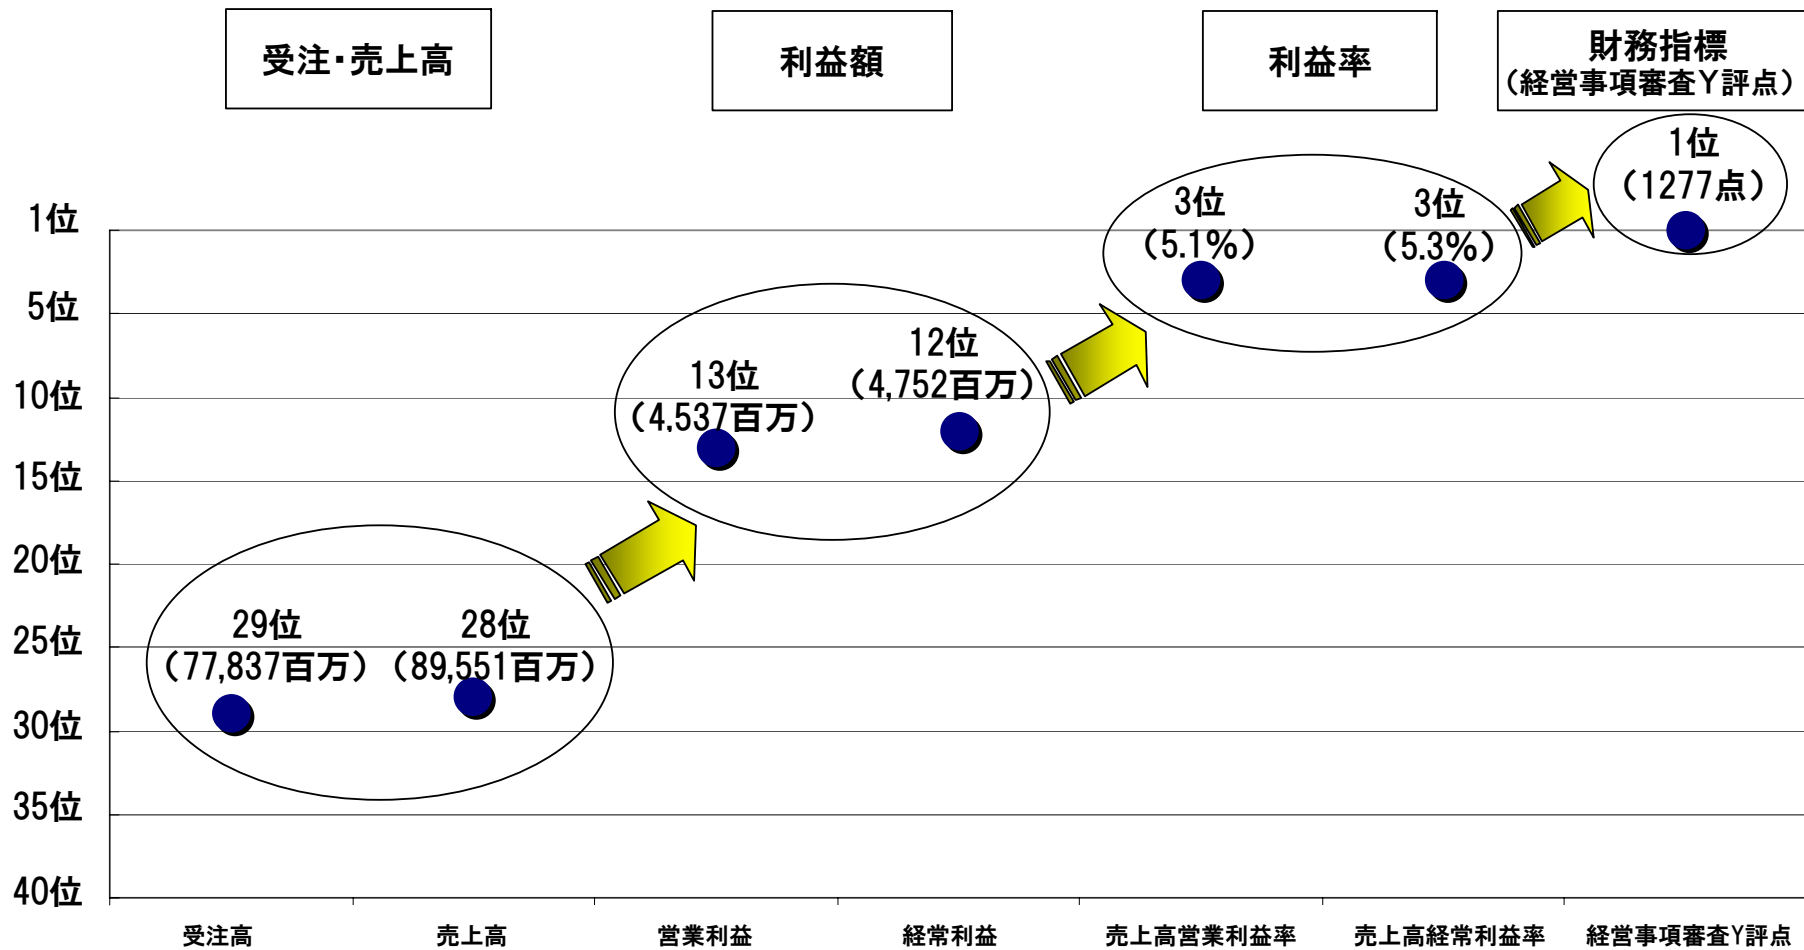 受注・売上高
利益額
利益率
財務指標
（経営事項審査Ｙ評点）
1位
（1277点）
3位
（5.1%）
3位
（5.3%）
12位
（4,752百万）
13位
（4,537百万）
29位
（77,837百万）
28位
（89,551百万）
1位
5位
10位
15位
20位
25位
30位
35位
40位
受注高
売上高
営業利益
経常利益
売上高営業利益率
売上高経常利益率
経営事項審査Y評点